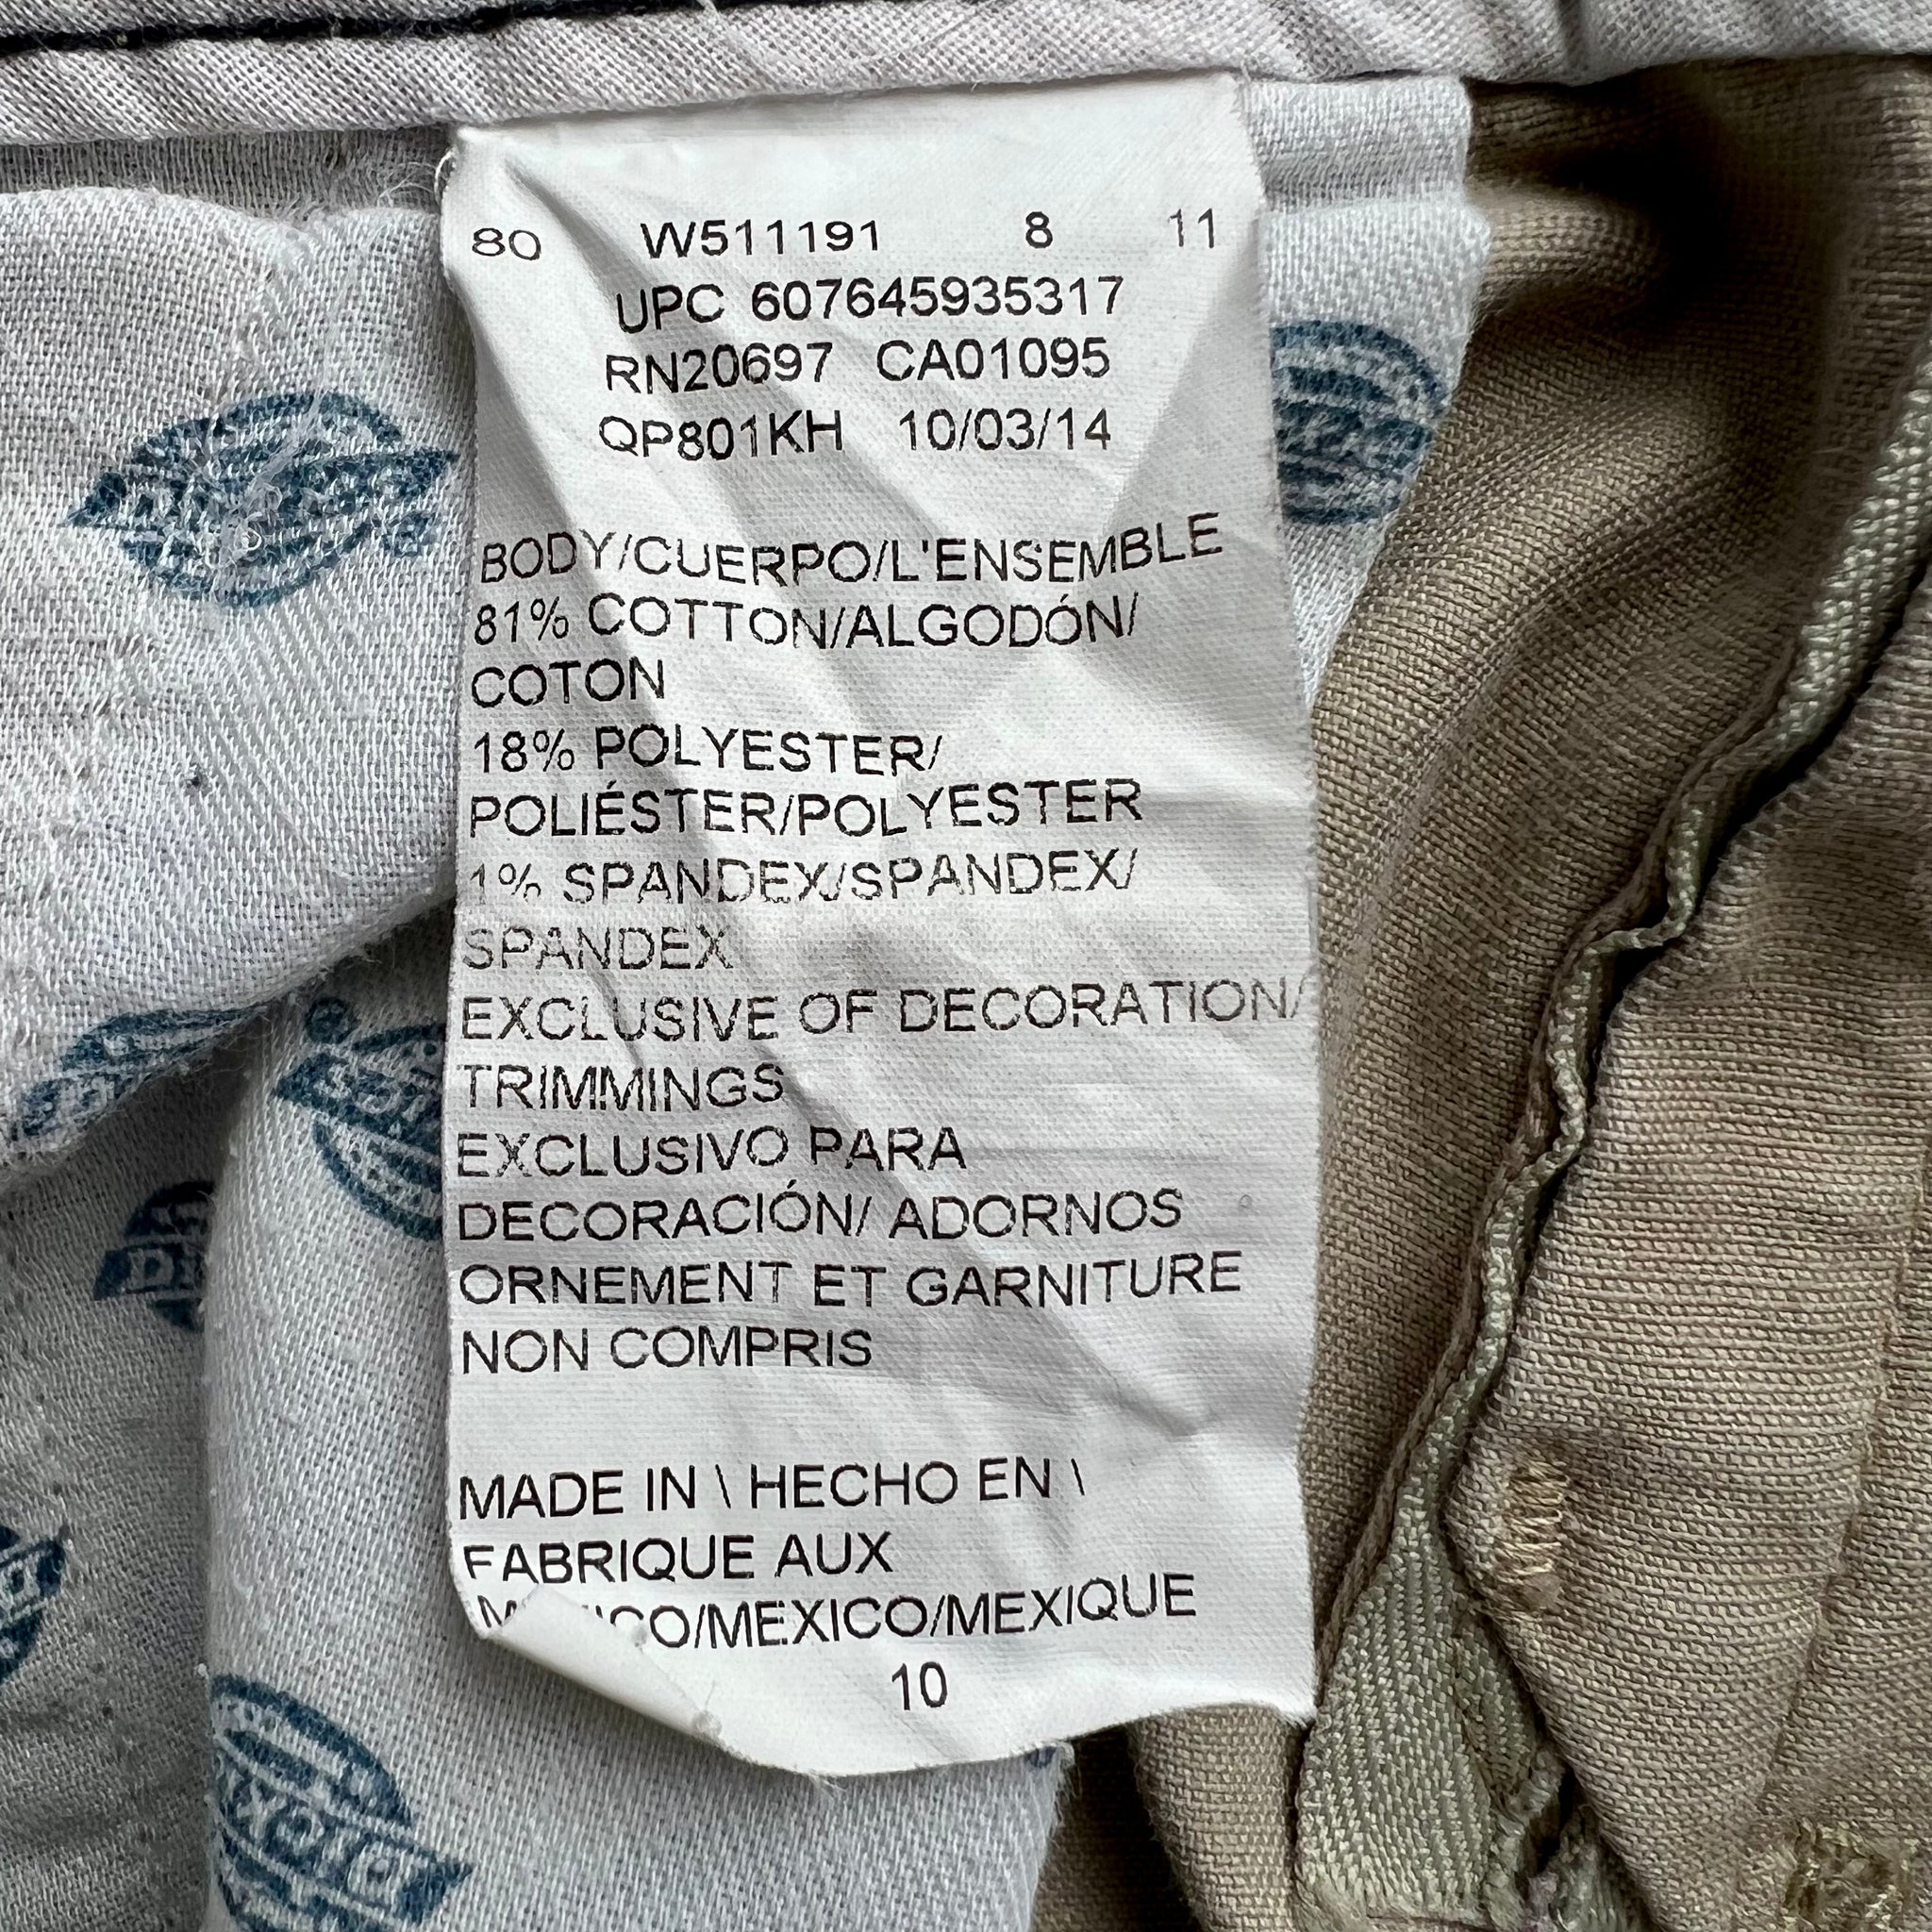 80 W511191 8 11
UPC 607645935317
RN20697 CA01095
QP801KH 10/03/14
BODY/CUERPO/L'ENSEMBLE
81% COTTON/ALGODÓN/
COTON
18% POLYESTER/
POLIÉSTER/POLYESTER
1% SPANDEX/SPANDEX/
SPANDEX
EXCLUSIVE OF DECORATION/
TRIMMINGS
EXCLUSIVO PARA
DECORACIÓN/ ADORNOS
ORNEMENT ET GARNITURE
NON COMPRIS
MADE IN \ HECHO EN \
FABRIQUE AUX
/MEXICO/MEXIQUE
10